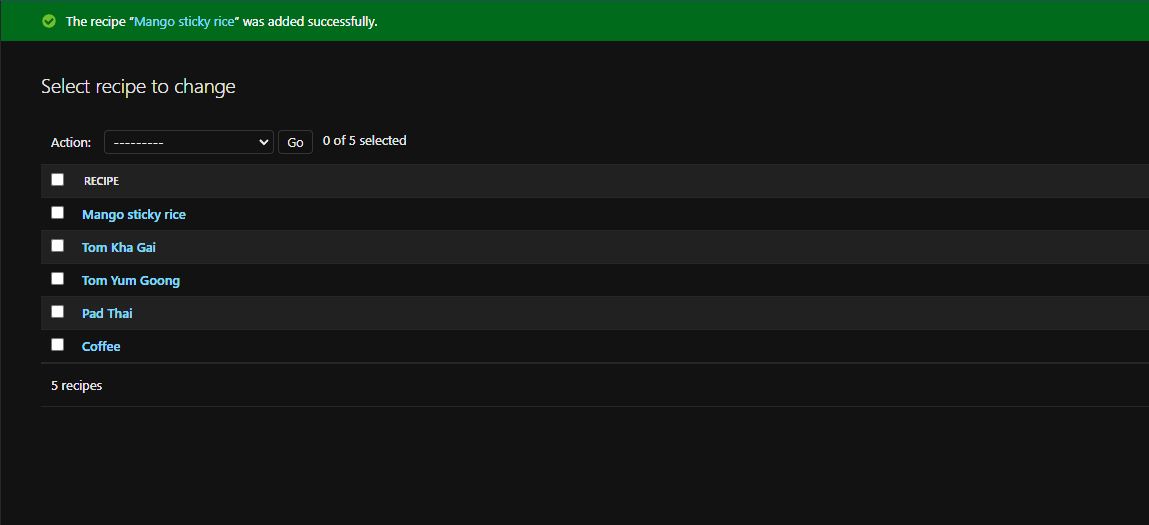 The recipe “Mango sticky rice” was added successfully.
Select recipe to change
Action: --------- Go 0 of 5 selected
RECIPE
Mango sticky rice
Tom Kha Gai
Tom Yum Goong
Pad Thai
Coffee
5 recipes